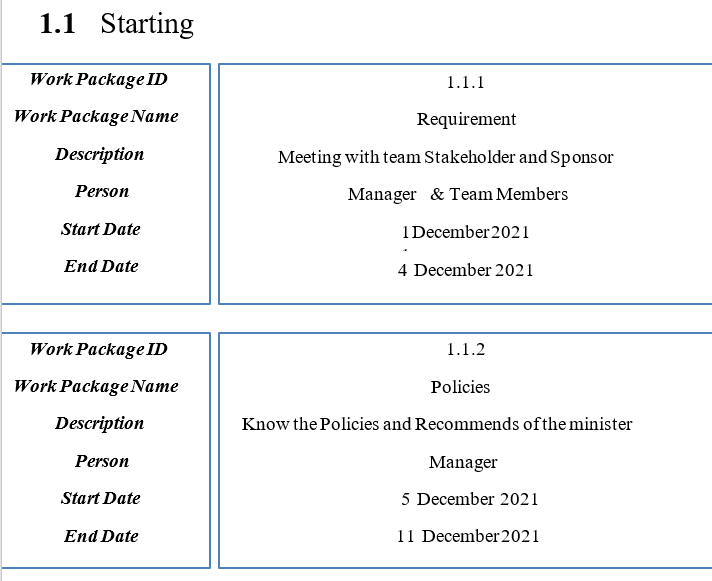 1.1 Starting
Work Package ID 1.1.1
Work Package Name Requirement
Description Meeting with team Stakeholder and Sponsor
Person Manager & Team Members
Start Date 1 December 2021
End Date 4 December 2021
Work Package ID 1.1.2
Work Package Name Policies
Description Know the Policies and Recommends of the minister
Person Manager
Start Date 5 December 2021
End Date 11 December 2021